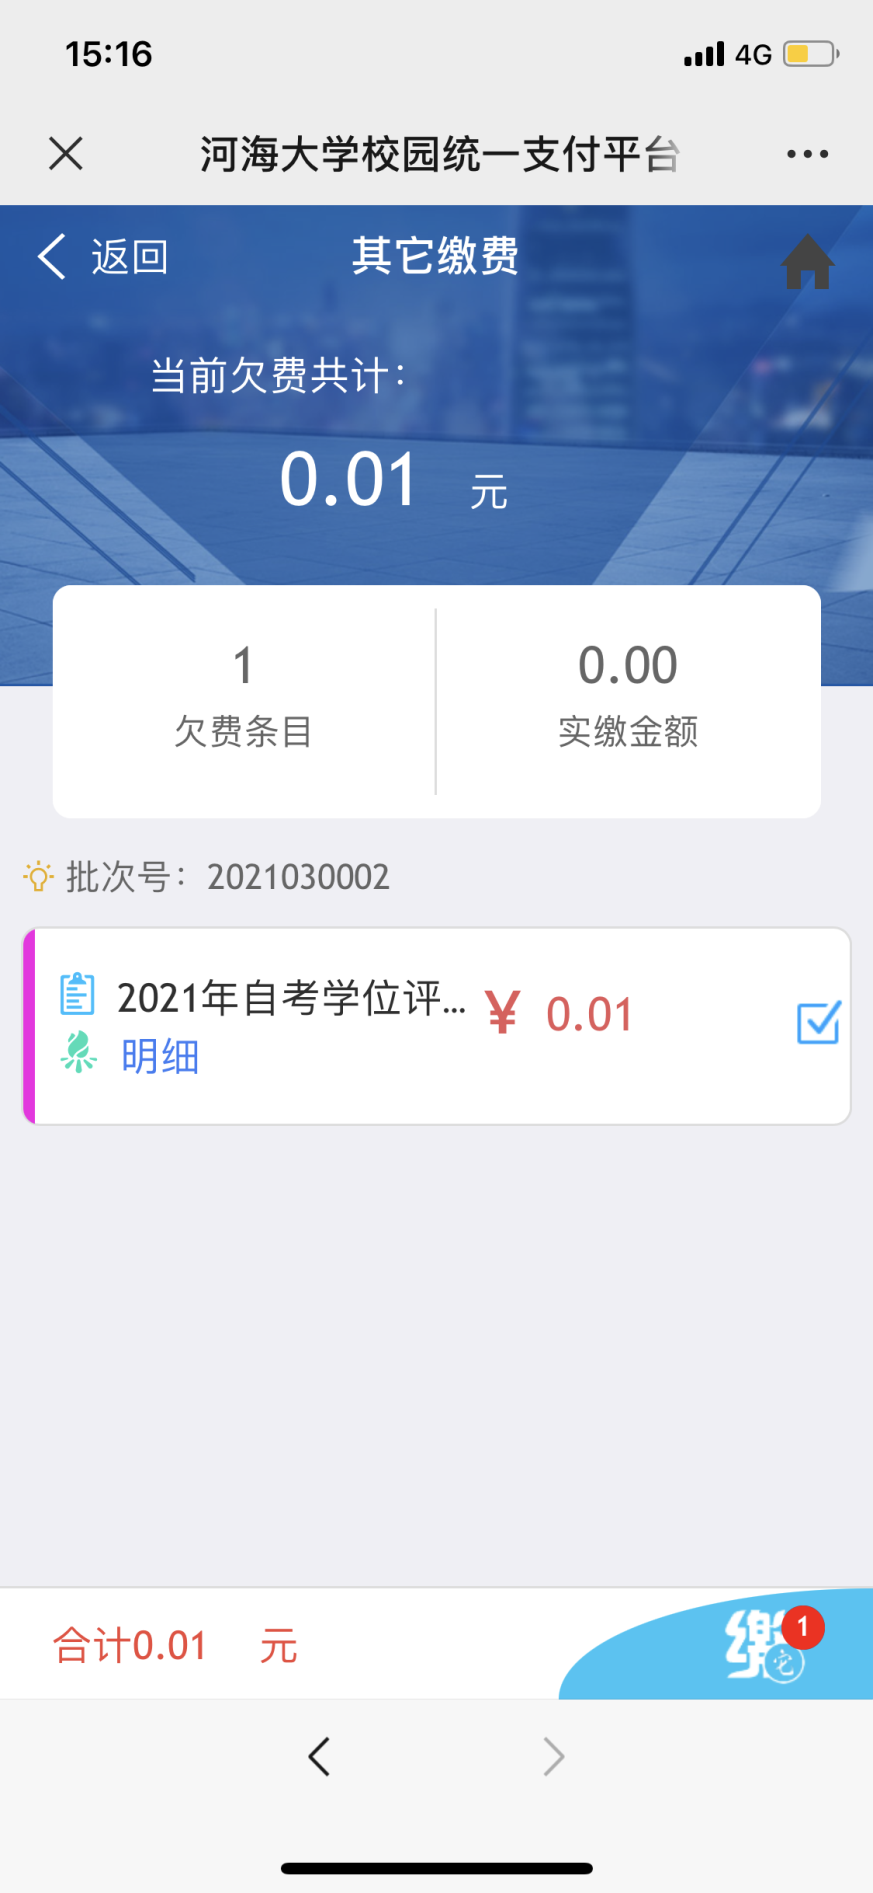 15:16
4G
河海大学校园统一支付平台
返回
其它缴费
当前欠费共计：
0.01 元
1
0.00
欠费条目
实缴金额
批次号：2021030002
2021年自考学位评... ¥ 0.01
明细
合计0.01 元
缴
它
1